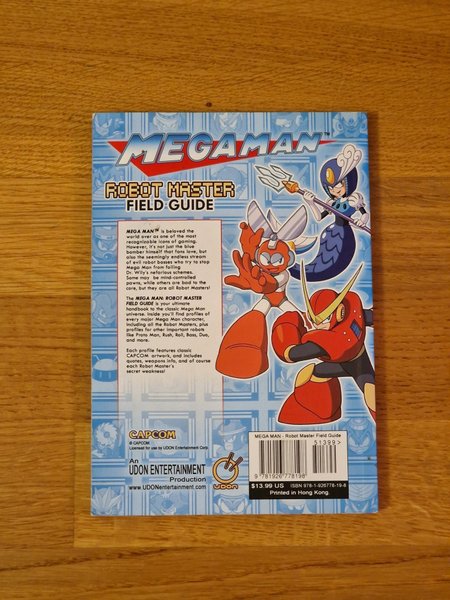 MEGAMAN™
ROBOT MASTER
FIELD GUIDE
MEGA MAN™ is beloved the
world over as one of the most
recognizable icons of gaming.
However, it's not just the blue
bomber himself that fans love, but
also the seemingly endless stream
of evil robot bosses who try to stop
Mega Man from foiling
Dr. Wily's nefarious schemes.
Some may be mind-controlled
pawns, while others are bad to the
core, but they are all Robot Masters!
The MEGA MAN: ROBOT MASTER
FIELD GUIDE is your ultimate
handbook to the classic Mega Man
universe. Inside you'll find profiles of
every major Mega Man character,
including all the Robot Masters, plus
profiles for other important robots
like Proto Man, Rush, Roll, Bass, Duo,
and more.
Each profile features classic
CAPCOM artwork, and includes
quotes, weapons info, and of course
each Robot Master's
secret weakness!
CAPCOM
© CAPCOM.
Licensed for use by UDON Entertainment Corp.
An
UDON ENTERTAINMENT
Production
www.UDONentertainment.com
UDON
MEGA MAN - Robot Master Field Guide
51399>
9 781926 778198
$13.99 US ISBN 978-1-926778-19-8
Printed in Hong Kong